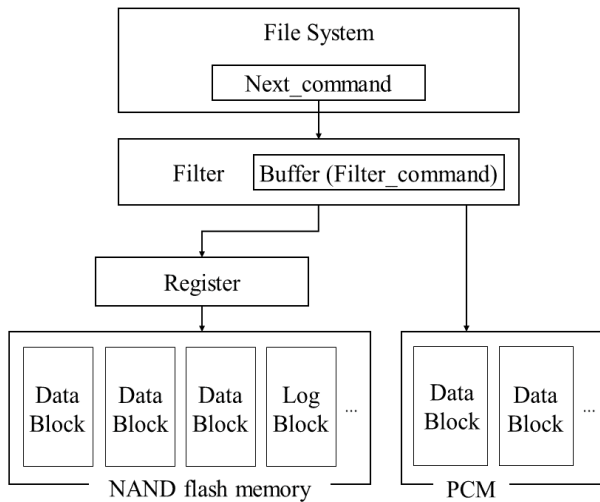 File System
Next_command
Filter
Buffer (Filter_command)
Register
Data
Block
Data
Block
Data
Block
Log
Block
...
Data
Block
Data
Block
...
NAND flash memory
PCM